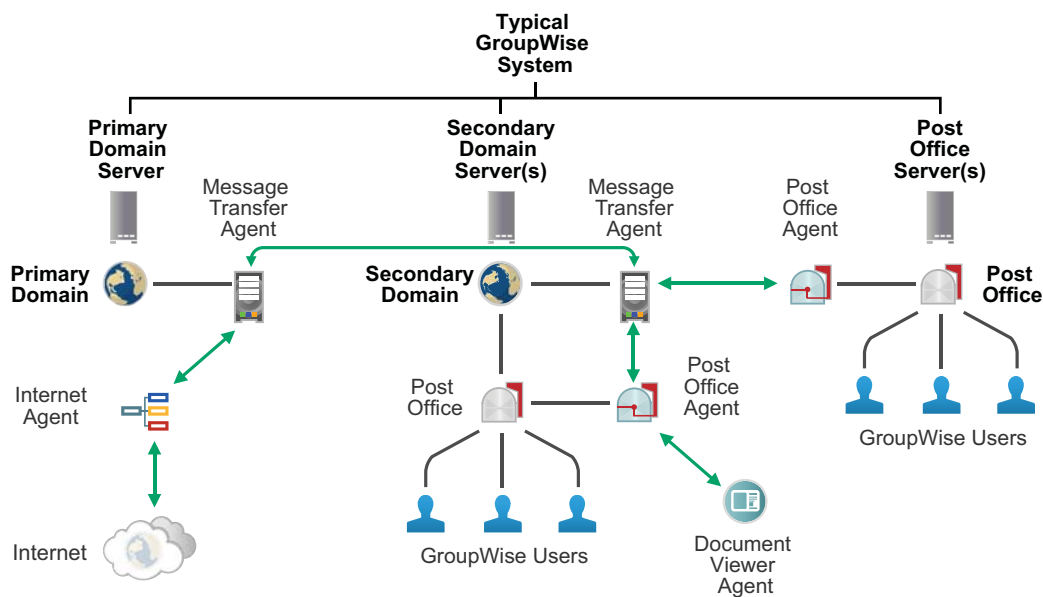 Typical
GroupWise
System
Primary
Domain
Server
Secondary
Domain
Server(s)
Post
Office
Server(s)
Message
Transfer
Agent
Message
Transfer
Agent
Post
Office
Agent
Primary
Domain
Secondary
Domain
Post
Office
Internet
Agent
Post
Office
Post
Office
Agent
GroupWise Users
Internet
GroupWise Users
Document
Viewer
Agent